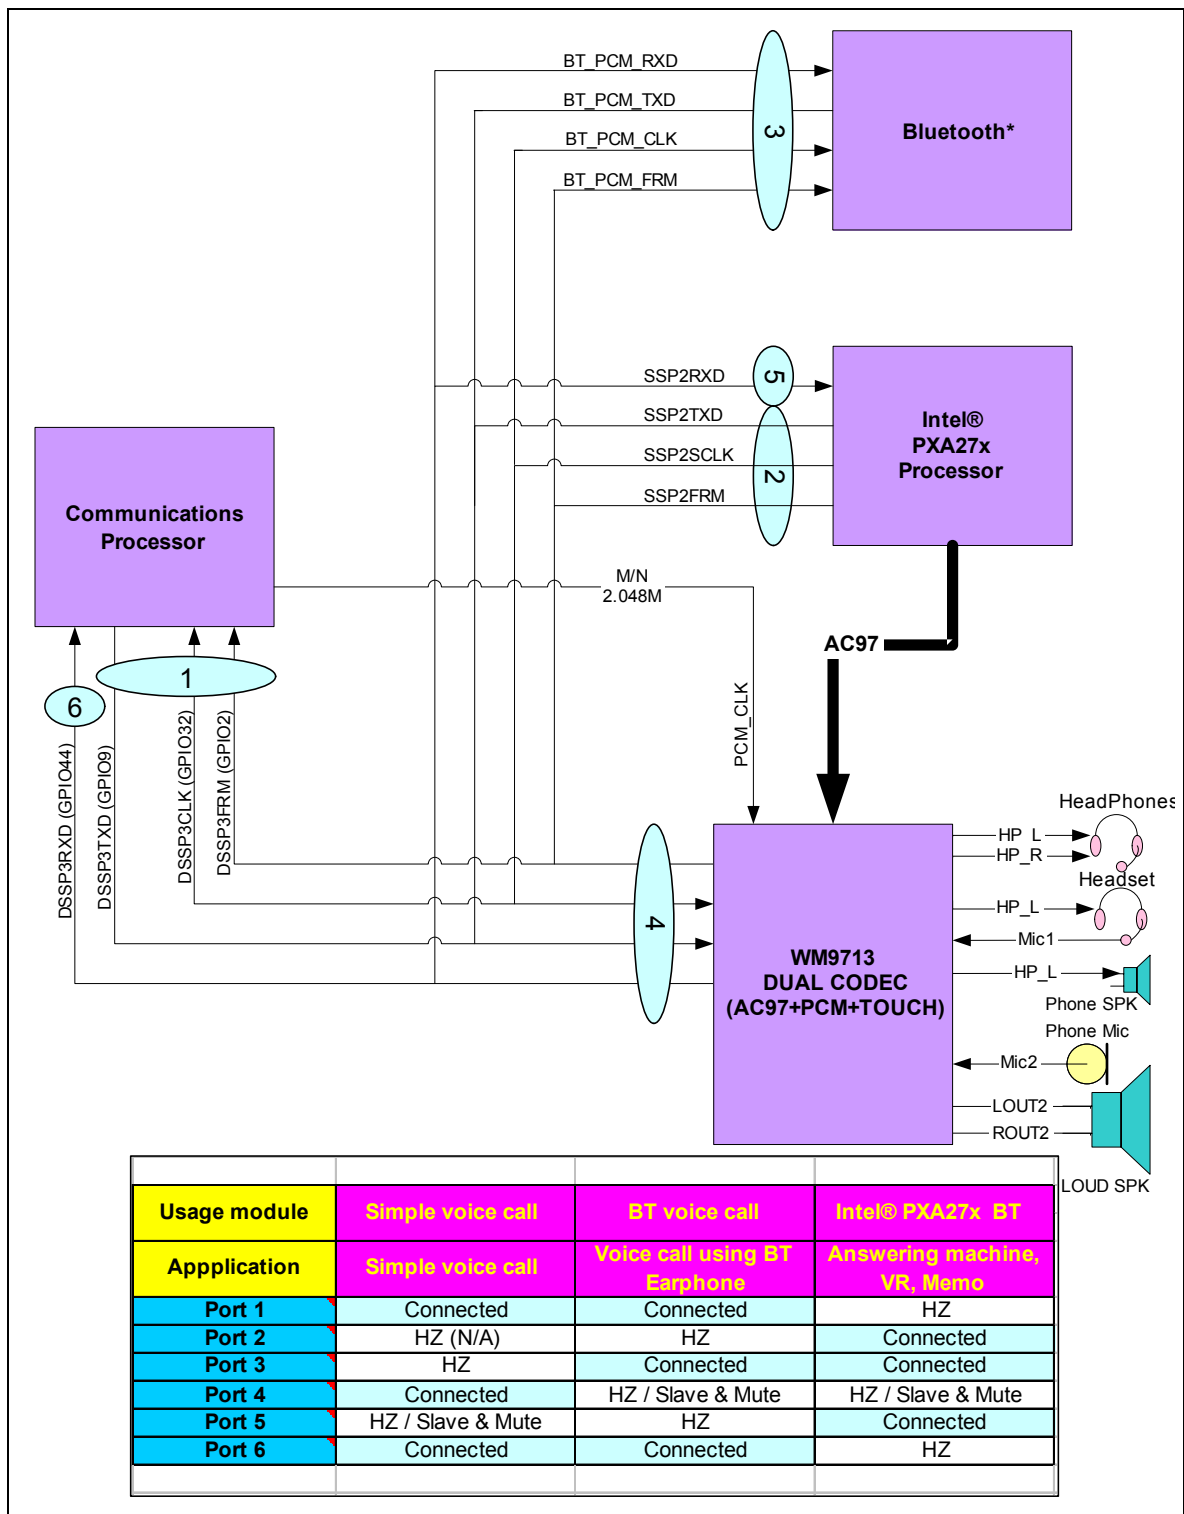 BT_PCM_RXD
BT_PCM_TXD
BT_PCM_CLK
BT_PCM_FRM
3
Bluetooth*
SSP2RXD
SSP2TXD
SSP2SCLK
SSP2FRM
5
2
Intel®
PXA27x
Processor
Communications
Processor
M/N
2.048M
AC97
PCM_CLK
1
6
DSSP3RXD (GPIO44)
DSSP3TXD (GPIO9)
DSSP3CLK (GPIO32)
DSSP3FRM (GPIO2)
4
WM9713
DUAL CODEC
(AC97+PCM+TOUCH)
HeadPhones
HP_L
HP_R
Headset
HP_L
Mic1
HP_L
Phone SPK
Phone Mic
Mic2
LOUT2
ROUT2
LOUD SPK
Usage module Simple voice call BT voice call Intel® PXA27x BT
Appplication Simple voice call Voice call using BT Earphone Answering machine, VR, Memo
Port 1 Connected Connected HZ
Port 2 HZ (N/A) HZ Connected
Port 3 HZ Connected Connected
Port 4 Connected HZ / Slave & Mute HZ / Slave & Mute
Port 5 HZ / Slave & Mute HZ Connected
Port 6 Connected Connected HZ